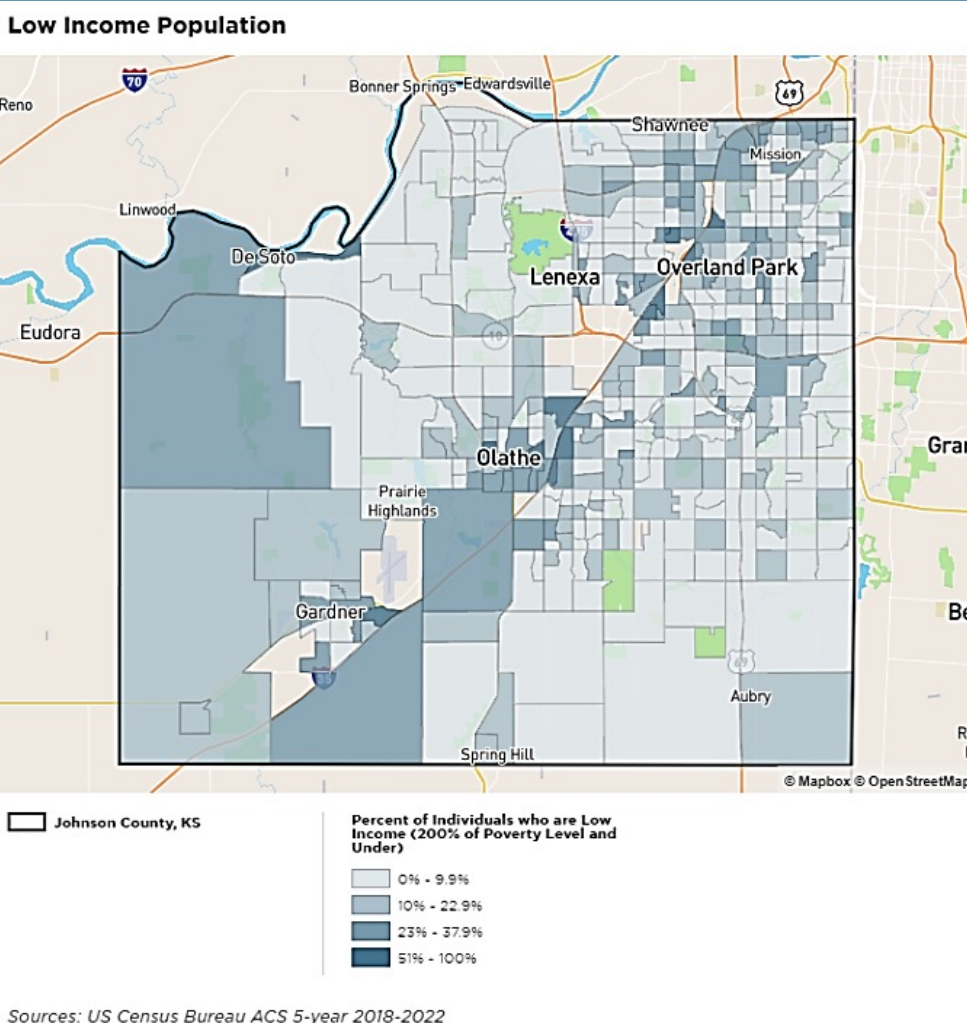 Low Income Population
70
Bonner Springs
Edwardsville
69
Reno
Shawnee
Mission
Linwood
De Soto
Lenexa
Overland Park
Eudora
10
Olathe
Gran
Prairie
Highlands
Gardner
Be
35
69
Aubry
R
Spring Hill
© Mapbox © OpenStreetMap
Johnson County, KS
Percent of Individuals who are Low
Income (200% of Poverty Level and
Under)
0% - 9.9%
10% - 22.9%
23% - 37.9%
51% - 100%
Sources: US Census Bureau ACS 5-year 2018-2022